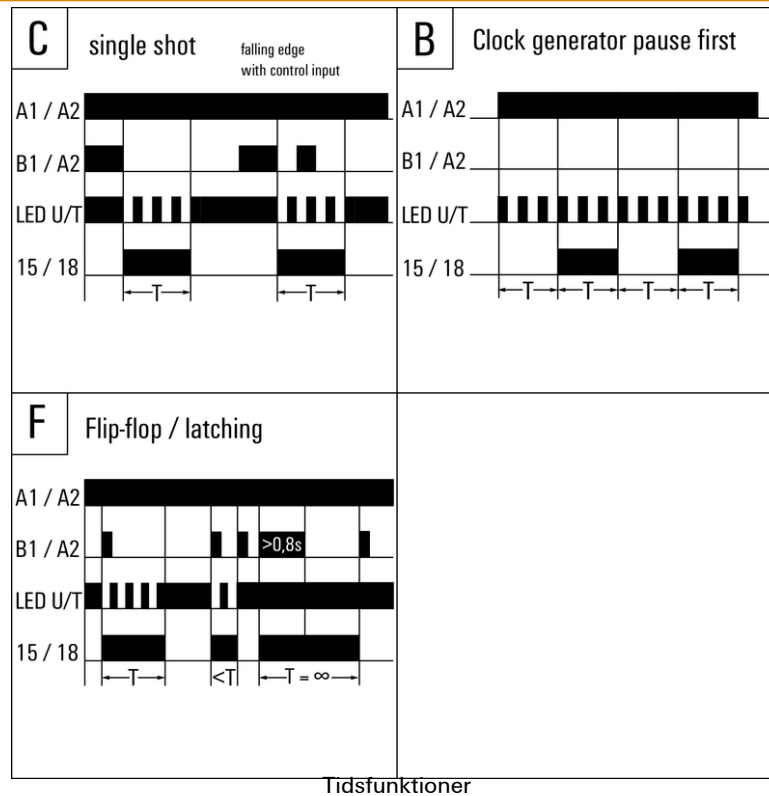 C single shot
falling edge
with control input
A1 / A2
B1 / A2
LED U/T
15 / 18
T T
B Clock generator pause first
A1 / A2
B1 / A2
LED U/T
15 / 18
T T T T
F Flip-flop / latching
A1 / A2
B1 / A2 >0,8s
LED U/T
15 / 18
T <T T = ∞
Tidsfunktioner